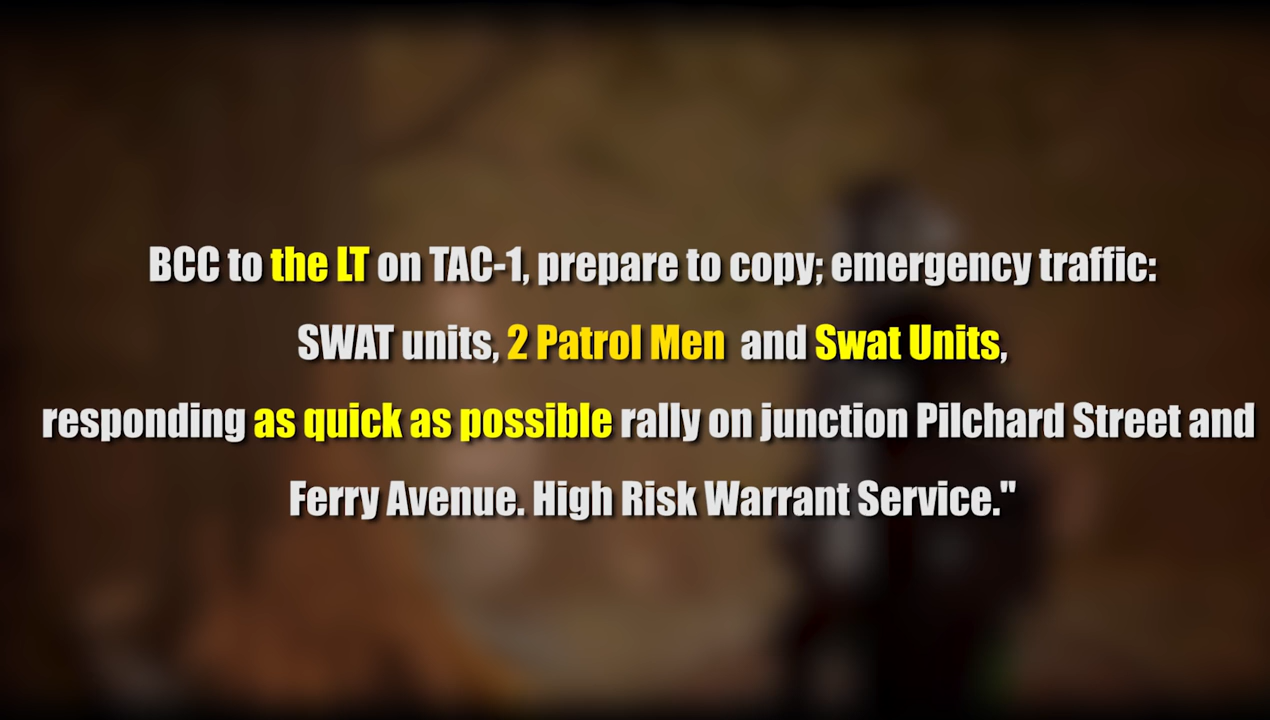 BCC to the LT on TAC-1, prepare to copy; emergency traffic:
SWAT units, 2 Patrol Men and Swat Units,
responding as quick as possible rally on junction Pilchard Street and
Ferry Avenue. High Risk Warrant Service."